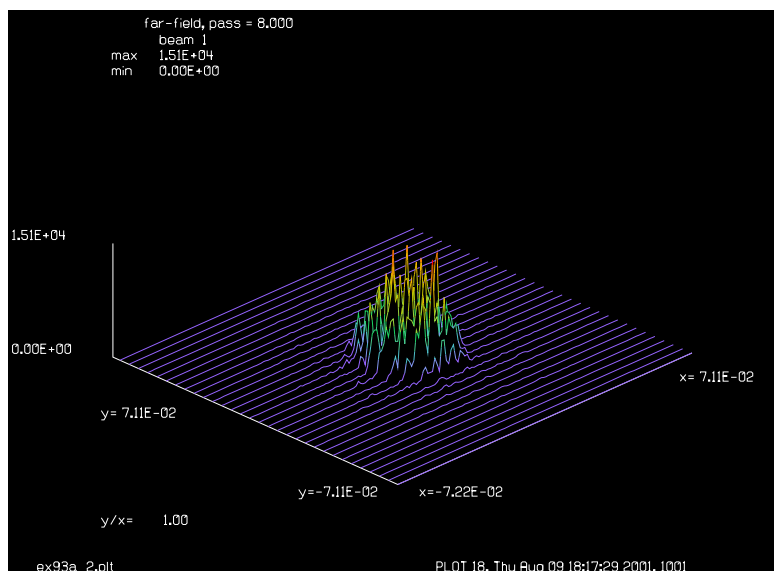 far-field, pass = 8.000
beam 1
max 1.51E+04
min 0.00E+00
1.51E+04
0.00E+00
x= 7.11E-02
y= 7.11E-02
y=-7.11E-02
x=-7.22E-02
y/x= 1.00
ex93a_2.plt
PLOT 18, Thu Aug 09 18:17:29 2001, 1001